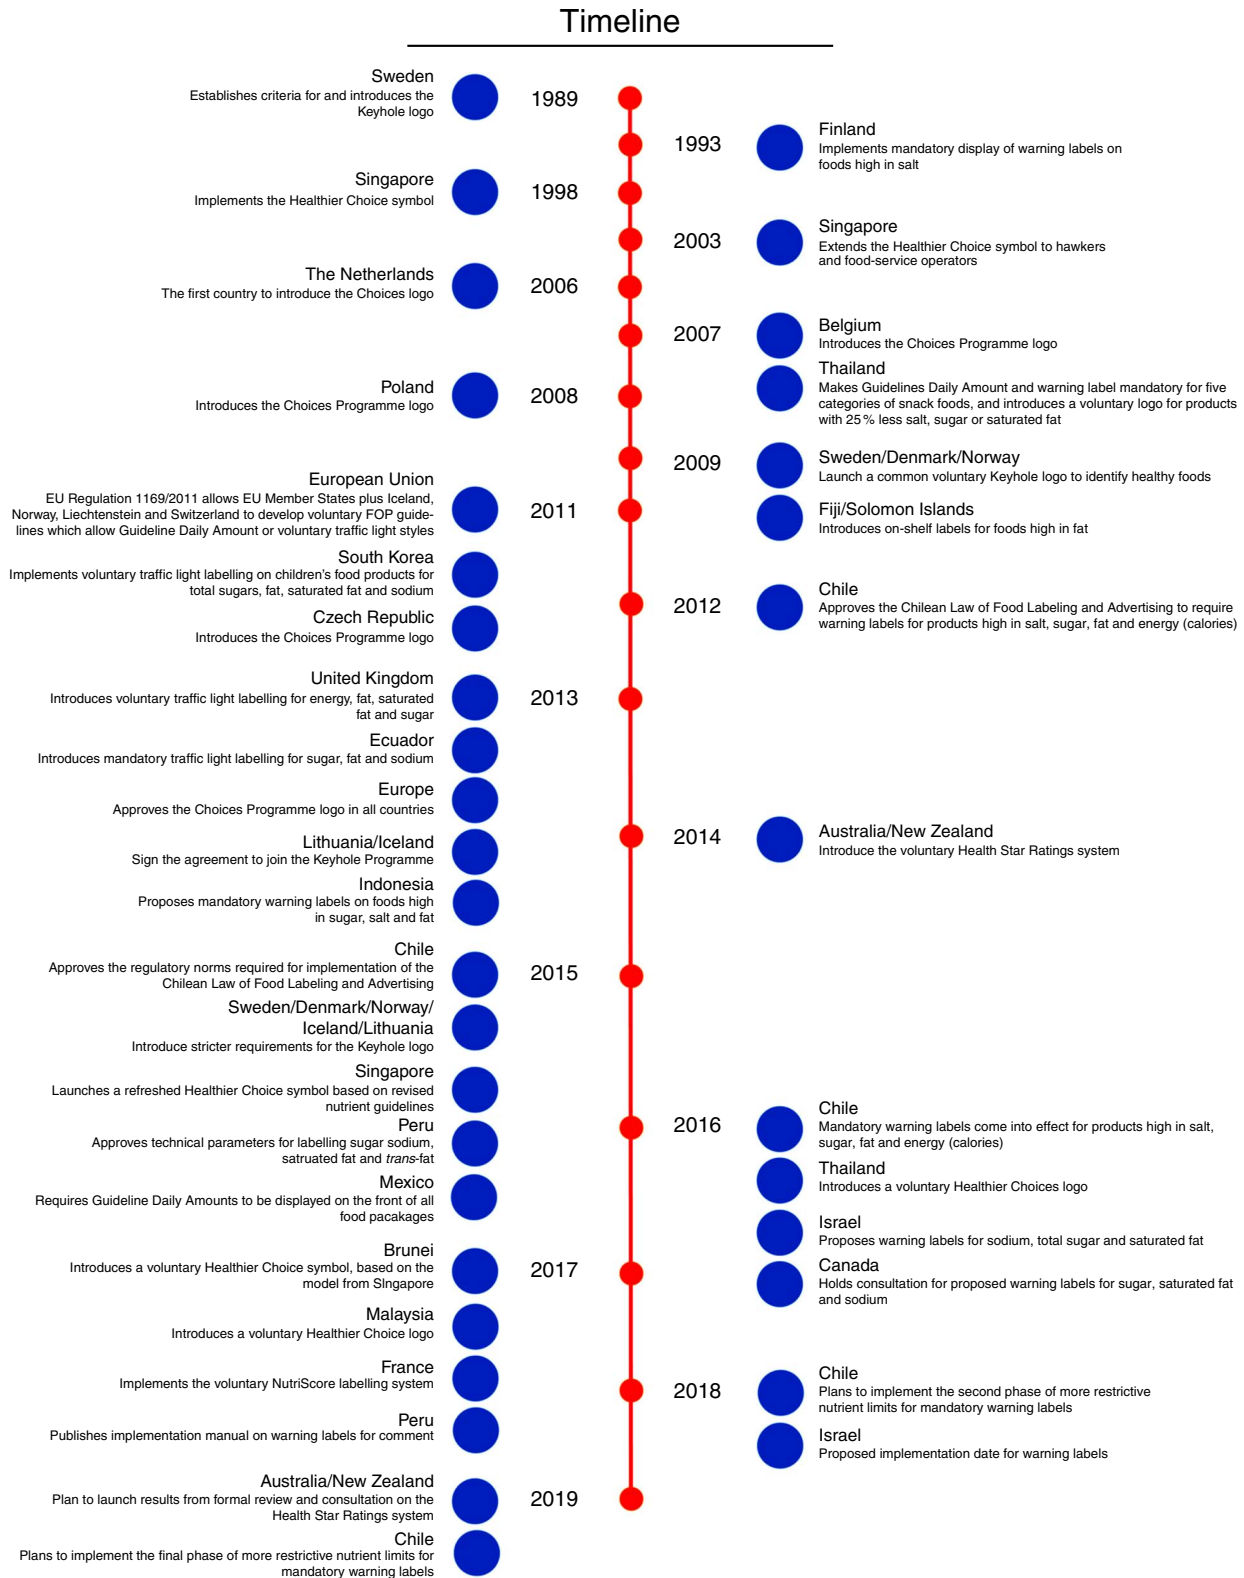 Timeline
Sweden
Establishes criteria for and introduces the
Keyhole logo
1989
1993
Finland
Implements mandatory display of warning labels on
foods high in salt
Singapore
Implements the Healthier Choice symbol
1998
2003
Singapore
Extends the Healthier Choice symbol to hawkers
and food-service operators
The Netherlands
The first country to introduce the Choices logo
2006
2007
Belgium
Introduces the Choices Programme logo
Thailand
Makes Guidelines Daily Amount and warning label mandatory for five
categories of snack foods, and introduces a voluntary logo for products
with 25 % less salt, sugar or saturated fat
Poland
Introduces the Choices Programme logo
2008
2009
Sweden/Denmark/Norway
Launch a common voluntary Keyhole logo to identify healthy foods
Fiji/Solomon Islands
Introduces on-shelf labels for foods high in fat
European Union
EU Regulation 1169/2011 allows EU Member States plus Iceland,
Norway, Liechtenstein and Switzerland to develop voluntary FOP guide-
lines which allow Guideline Daily Amount or voluntary traffic light styles
2011
South Korea
Implements voluntary traffic light labelling on children's food products for
total sugars, fat, saturated fat and sodium
Czech Republic
Introduces the Choices Programme logo
2012
Chile
Approves the Chilean Law of Food Labeling and Advertising to require
warning labels for products high in salt, sugar, fat and energy (calories)
United Kingdom
Introduces voluntary traffic light labelling for energy, fat, saturated
fat and sugar
2013
Ecuador
Introduces mandatory traffic light labelling for sugar, fat and sodium
Europe
Approves the Choices Programme logo in all countries
Lithuania/Iceland
Sign the agreement to join the Keyhole Programme
Indonesia
Proposes mandatory warning labels on foods high
in sugar, salt and fat
2014
Australia/New Zealand
Introduce the voluntary Health Star Ratings system
Chile
Approves the regulatory norms required for implementation of the
Chilean Law of Food Labeling and Advertising
2015
Sweden/Denmark/Norway/
Iceland/Lithuania
Introduce stricter requirements for the Keyhole logo
Singapore
Launches a refreshed Healthier Choice symbol based on revised
nutrient guidelines
Peru
Approves technical parameters for labelling sugar sodium,
satruated fat and trans-fat
Mexico
Requires Guideline Daily Amounts to be displayed on the front of all
food pacakages
2016
Chile
Mandatory warning labels come into effect for products high in salt,
sugar, fat and energy (calories)
Thailand
Introduces a voluntary Healthier Choices logo
Israel
Proposes warning labels for sodium, total sugar and saturated fat
Canada
Holds consultation for proposed warning labels for sugar, saturated fat
and sodium
Brunei
Introduces a voluntary Healthier Choice symbol, based on the
model from SIngapore
2017
Malaysia
Introduces a voluntary Healthier Choice logo
France
Implements the voluntary NutriScore labelling system
Peru
Publishes implementation manual on warning labels for comment
2018
Chile
Plans to implement the second phase of more restrictive
nutrient limits for mandatory warning labels
Israel
Proposed implementation date for warning labels
Australia/New Zealand
Plan to launch results from formal review and consultation on the
Health Star Ratings system
2019
Chile
Plans to implement the final phase of more restrictive nutrient limits for
mandatory warning labels